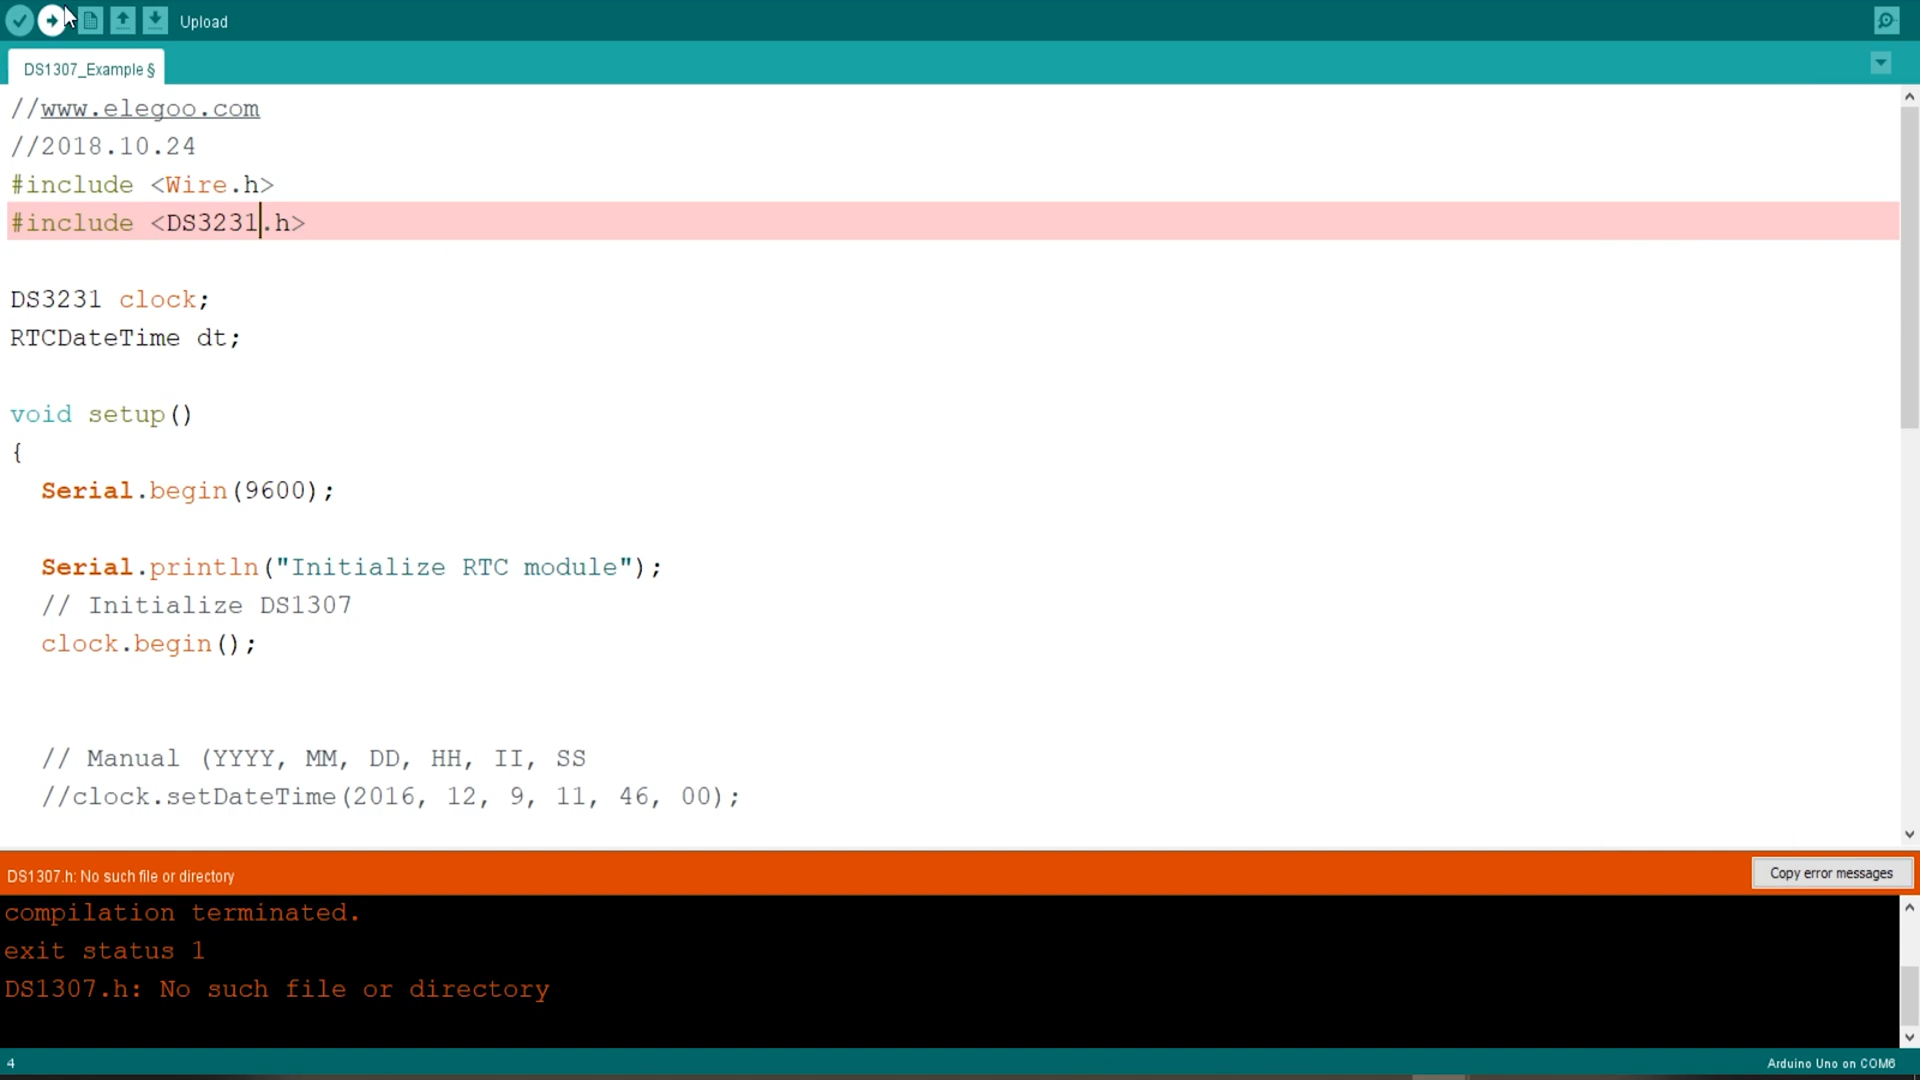 Upload
DS1307_Example §
//www.elegoo.com
//2018.10.24
#include <Wire.h>
#include <DS3231.h>
DS3231 clock;
RTCDateTime dt;
void setup()
{
Serial.begin(9600);
Serial.println("Initialize RTC module");
// Initialize DS1307
clock.begin();
// Manual (YYYY, MM, DD, HH, II, SS
//clock.setDateTime(2016, 12, 9, 11, 46, 00);
DS1307.h: No such file or directory
Copy error messages
compilation terminated.
exit status 1
DS1307.h: No such file or directory
4
Arduino Uno on COM6